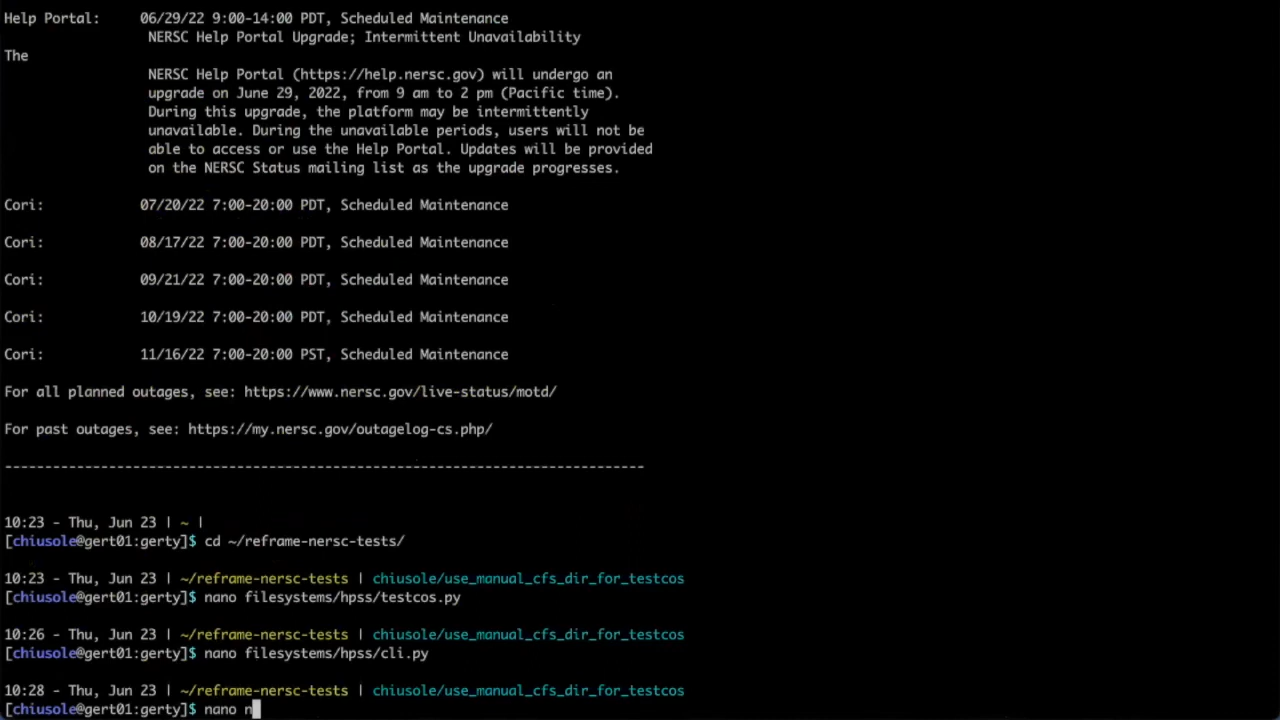 Help Portal: 06/29/22 9:00-14:00 PDT, Scheduled Maintenance
NERSC Help Portal Upgrade; Intermittent Unavailability
The
NERSC Help Portal (https://help.nersc.gov) will undergo an
upgrade on June 29, 2022, from 9 am to 2 pm (Pacific time).
During this upgrade, the platform may be intermittently
unavailable. During the unavailable periods, users will not be
able to access or use the Help Portal. Updates will be provided
on the NERSC Status mailing list as the upgrade progresses.
Cori: 07/20/22 7:00-20:00 PDT, Scheduled Maintenance
Cori: 08/17/22 7:00-20:00 PDT, Scheduled Maintenance
Cori: 09/21/22 7:00-20:00 PDT, Scheduled Maintenance
Cori: 10/19/22 7:00-20:00 PDT, Scheduled Maintenance
Cori: 11/16/22 7:00-20:00 PST, Scheduled Maintenance
For all planned outages, see: https://www.nersc.gov/live-status/motd/
For past outages, see: https://my.nersc.gov/outagelog-cs.php/
--------------------------------------------------------------------------------
10:23 - Thu, Jun 23 | ~ |
[chiusole@gert01:gerty]$ cd ~/reframe-nersc-tests/
10:23 - Thu, Jun 23 | ~/reframe-nersc-tests | chiusole/use_manual_cfs_dir_for_testcos
[chiusole@gert01:gerty]$ nano filesystems/hpss/testcos.py
10:26 - Thu, Jun 23 | ~/reframe-nersc-tests | chiusole/use_manual_cfs_dir_for_testcos
[chiusole@gert01:gerty]$ nano filesystems/hpss/cli.py
10:28 - Thu, Jun 23 | ~/reframe-nersc-tests | chiusole/use_manual_cfs_dir_for_testcos
[chiusole@gert01:gerty]$ nano n